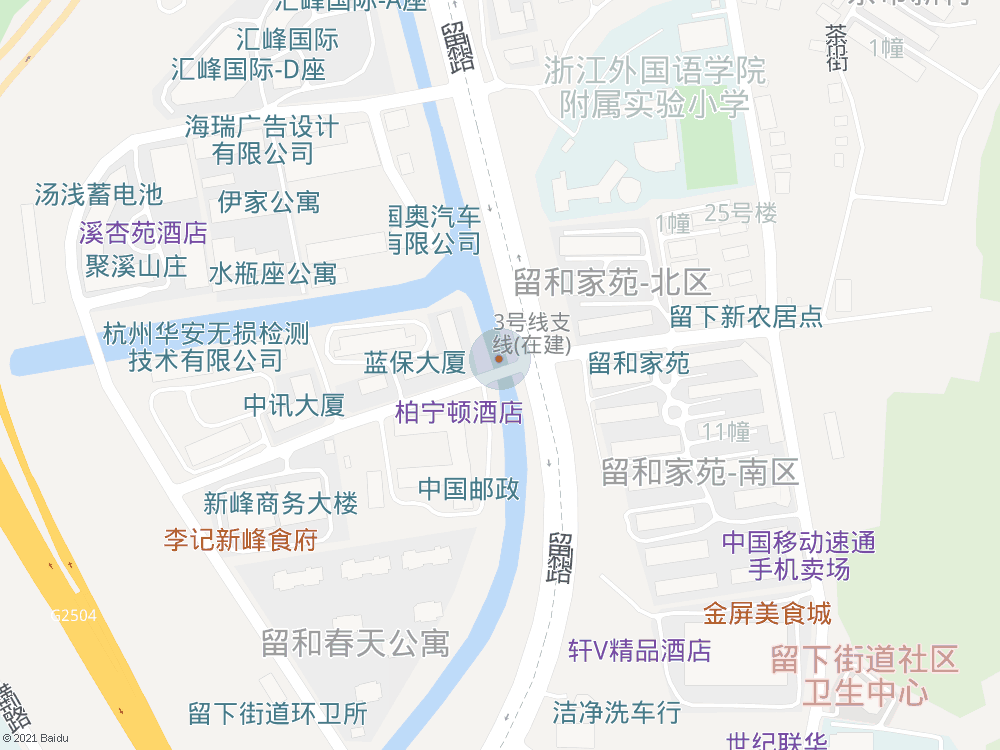 汇峰国际-A座
汇峰国际
汇峰国际-D座
茶市街
1幢
浙江外国语学院
附属实验小学
海瑞广告设计
有限公司
汤浅蓄电池
伊家公寓
国奥汽车
有限公司
1幢
25号楼
溪杏苑酒店
聚溪山庄
水瓶座公寓
留和家苑-北区
杭州华安无损检测
技术有限公司
3号线支
线(在建)
留下新农居点
蓝保大厦
留和家苑
中讯大厦
柏宁顿酒店
11幢
留和家苑-南区
中国邮政
新峰商务大楼
李记新峰食府
中国移动速通
手机卖场
留和路
G2504
金屏美食城
留和春天公寓
轩V精品酒店
留下街道社区
卫生中心
留下街道环卫所
洁净洗车行
世纪联华
© 2021 Baidu